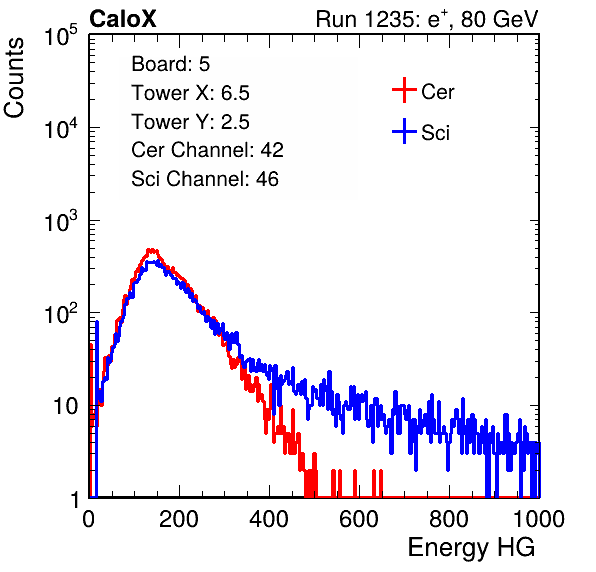 CaloX Run 1235: e⁺, 80 GeV
Counts
10⁵
10⁴
10³
10²
10
1
Board: 5
Tower X: 6.5
Tower Y: 2.5
Cer Channel: 42
Sci Channel: 46
Cer
Sci
0 200 400 600 800 1000
Energy HG